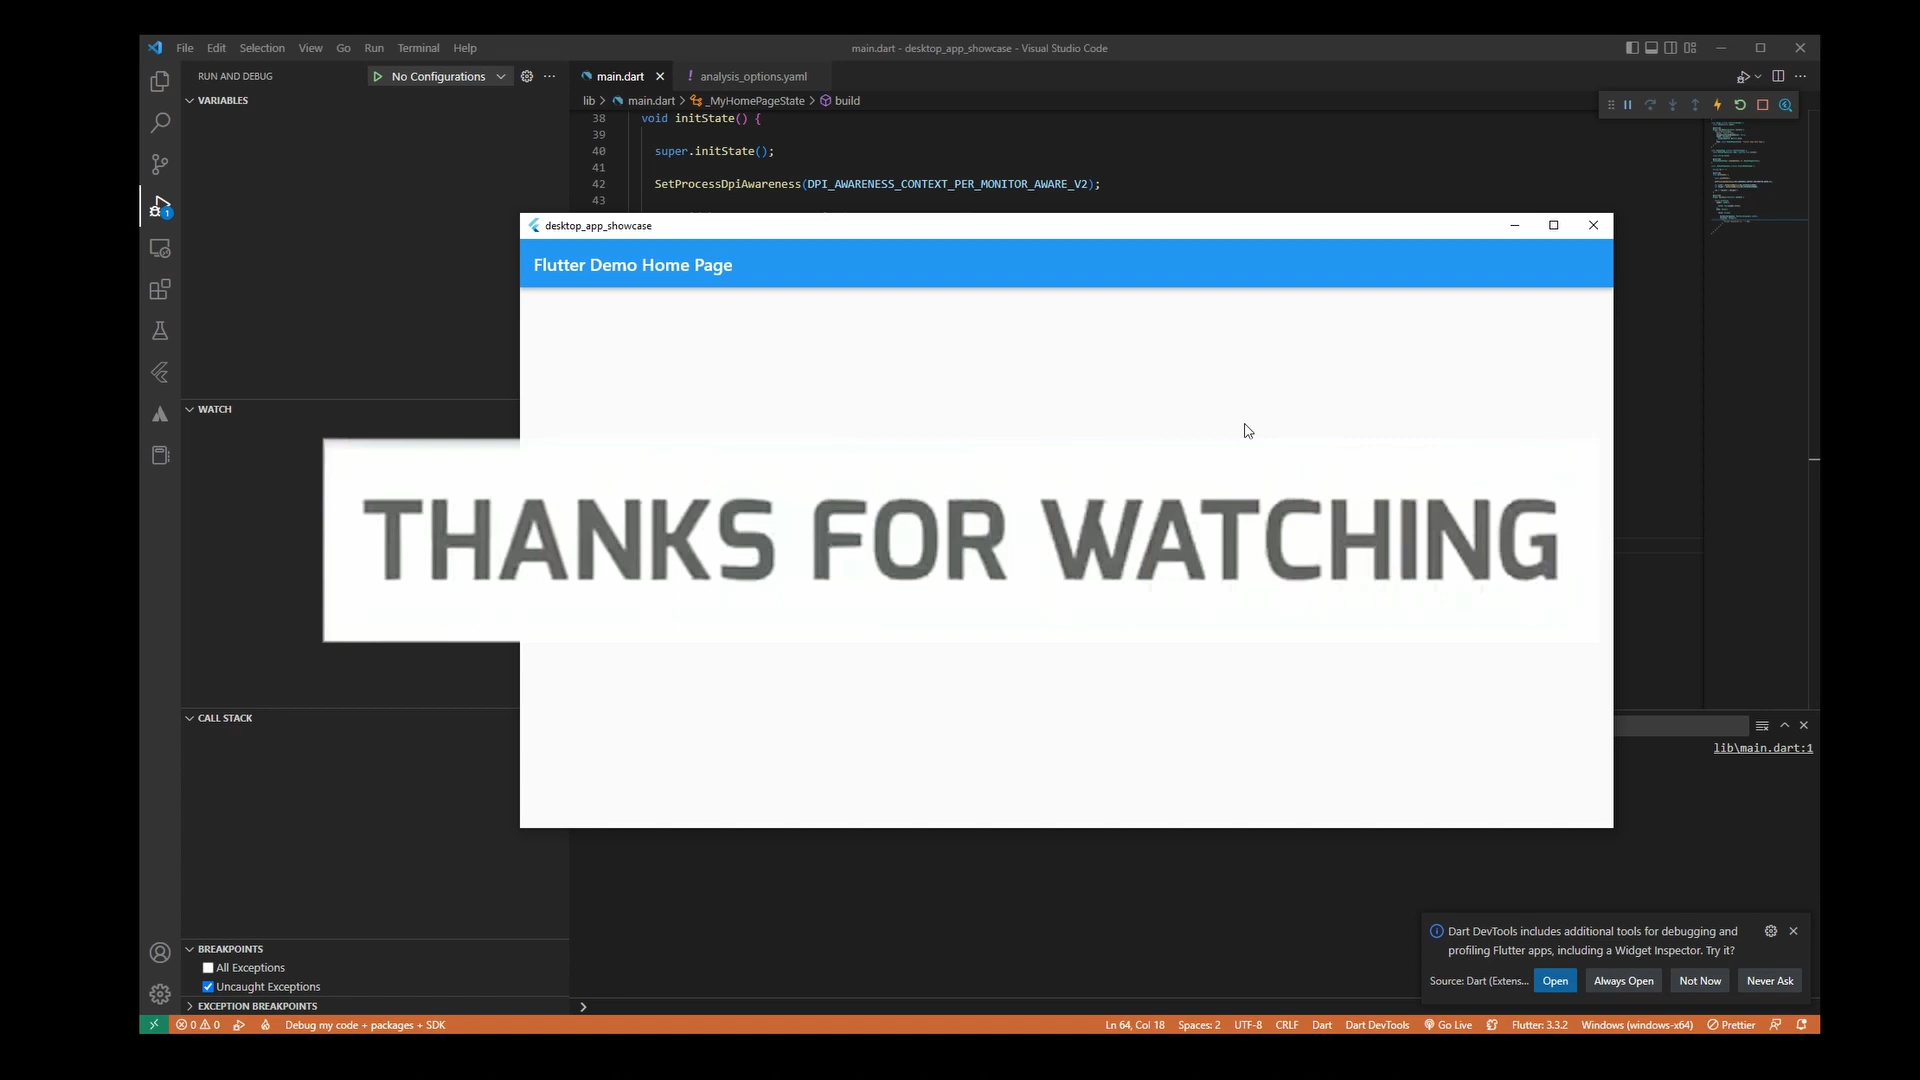 File Edit Selection View Go Run Terminal Help
main.dart - desktop_app_showcase - Visual Studio Code
RUN AND DEBUG
No Configurations
main.dart
! analysis_options.yaml
VARIABLES
lib > main.dart > _MyHomePageState > build
38 void initState() {
39
40 super.initState();
41
42 SetProcessDpiAwareness(DPI_AWARENESS_CONTEXT_PER_MONITOR_AWARE_V2);
43
1
desktop_app_showcase
Flutter Demo Home Page
WATCH
THANKS FOR WATCHING
CALL STACK
lib\main.dart:1
BREAKPOINTS
All Exceptions
Uncaught Exceptions
EXCEPTION BREAKPOINTS
Dart DevTools includes additional tools for debugging and
profiling Flutter apps, including a Widget Inspector. Try it?
Source: Dart (Extens... Open Always Open Not Now Never Ask
0 0 Debug my code + packages + SDK
Ln 64, Col 18 Spaces: 2 UTF-8 CRLF Dart Dart DevTools Go Live Flutter: 3.3.2 Windows (windows-x64) Prettier